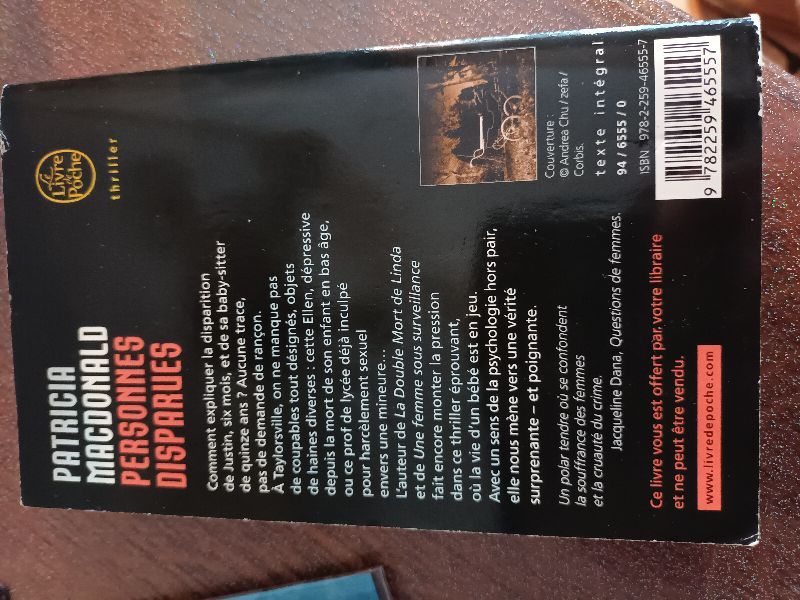 PATRICIA
MACDONALD
PERSONNES
DISPARUES
Le
Livre
de
Poche
thriller
Comment expliquer la disparition
de Justin, six mois, et de sa baby-sitter
de quinze ans ? Aucune trace,
pas de demande de rançon.
À Taylorsville, on ne manque pas
de coupables tout désignés, objets
de haines diverses : cette Ellen, dépressive
depuis la mort de son enfant en bas âge,
ou ce prof de lycée déjà inculpé
pour harcèlement sexuel
envers une mineure....
L'auteur de La Double Mort de Linda
et de Une femme sous surveillance
fait encore monter la pression
dans ce thriller éprouvant,
où la vie d'un bébé est en jeu.
Avec un sens de la psychologie hors pair,
elle nous mène vers une vérité
surprenante – et poignante.
Un polar tendre où se confondent
la souffrance des femmes
et la cruauté du crime.
Jacqueline Dana, Questions de femmes.
Couverture :
© Andrea Chu / zefa /
Corbis.
texte intégral
94 / 6555 / 0
ISBN 978-2-259-46555-7
9 782259 465557
Ce livre vous est offert par votre libraire
et ne peut être vendu.
www.livredepoche.com